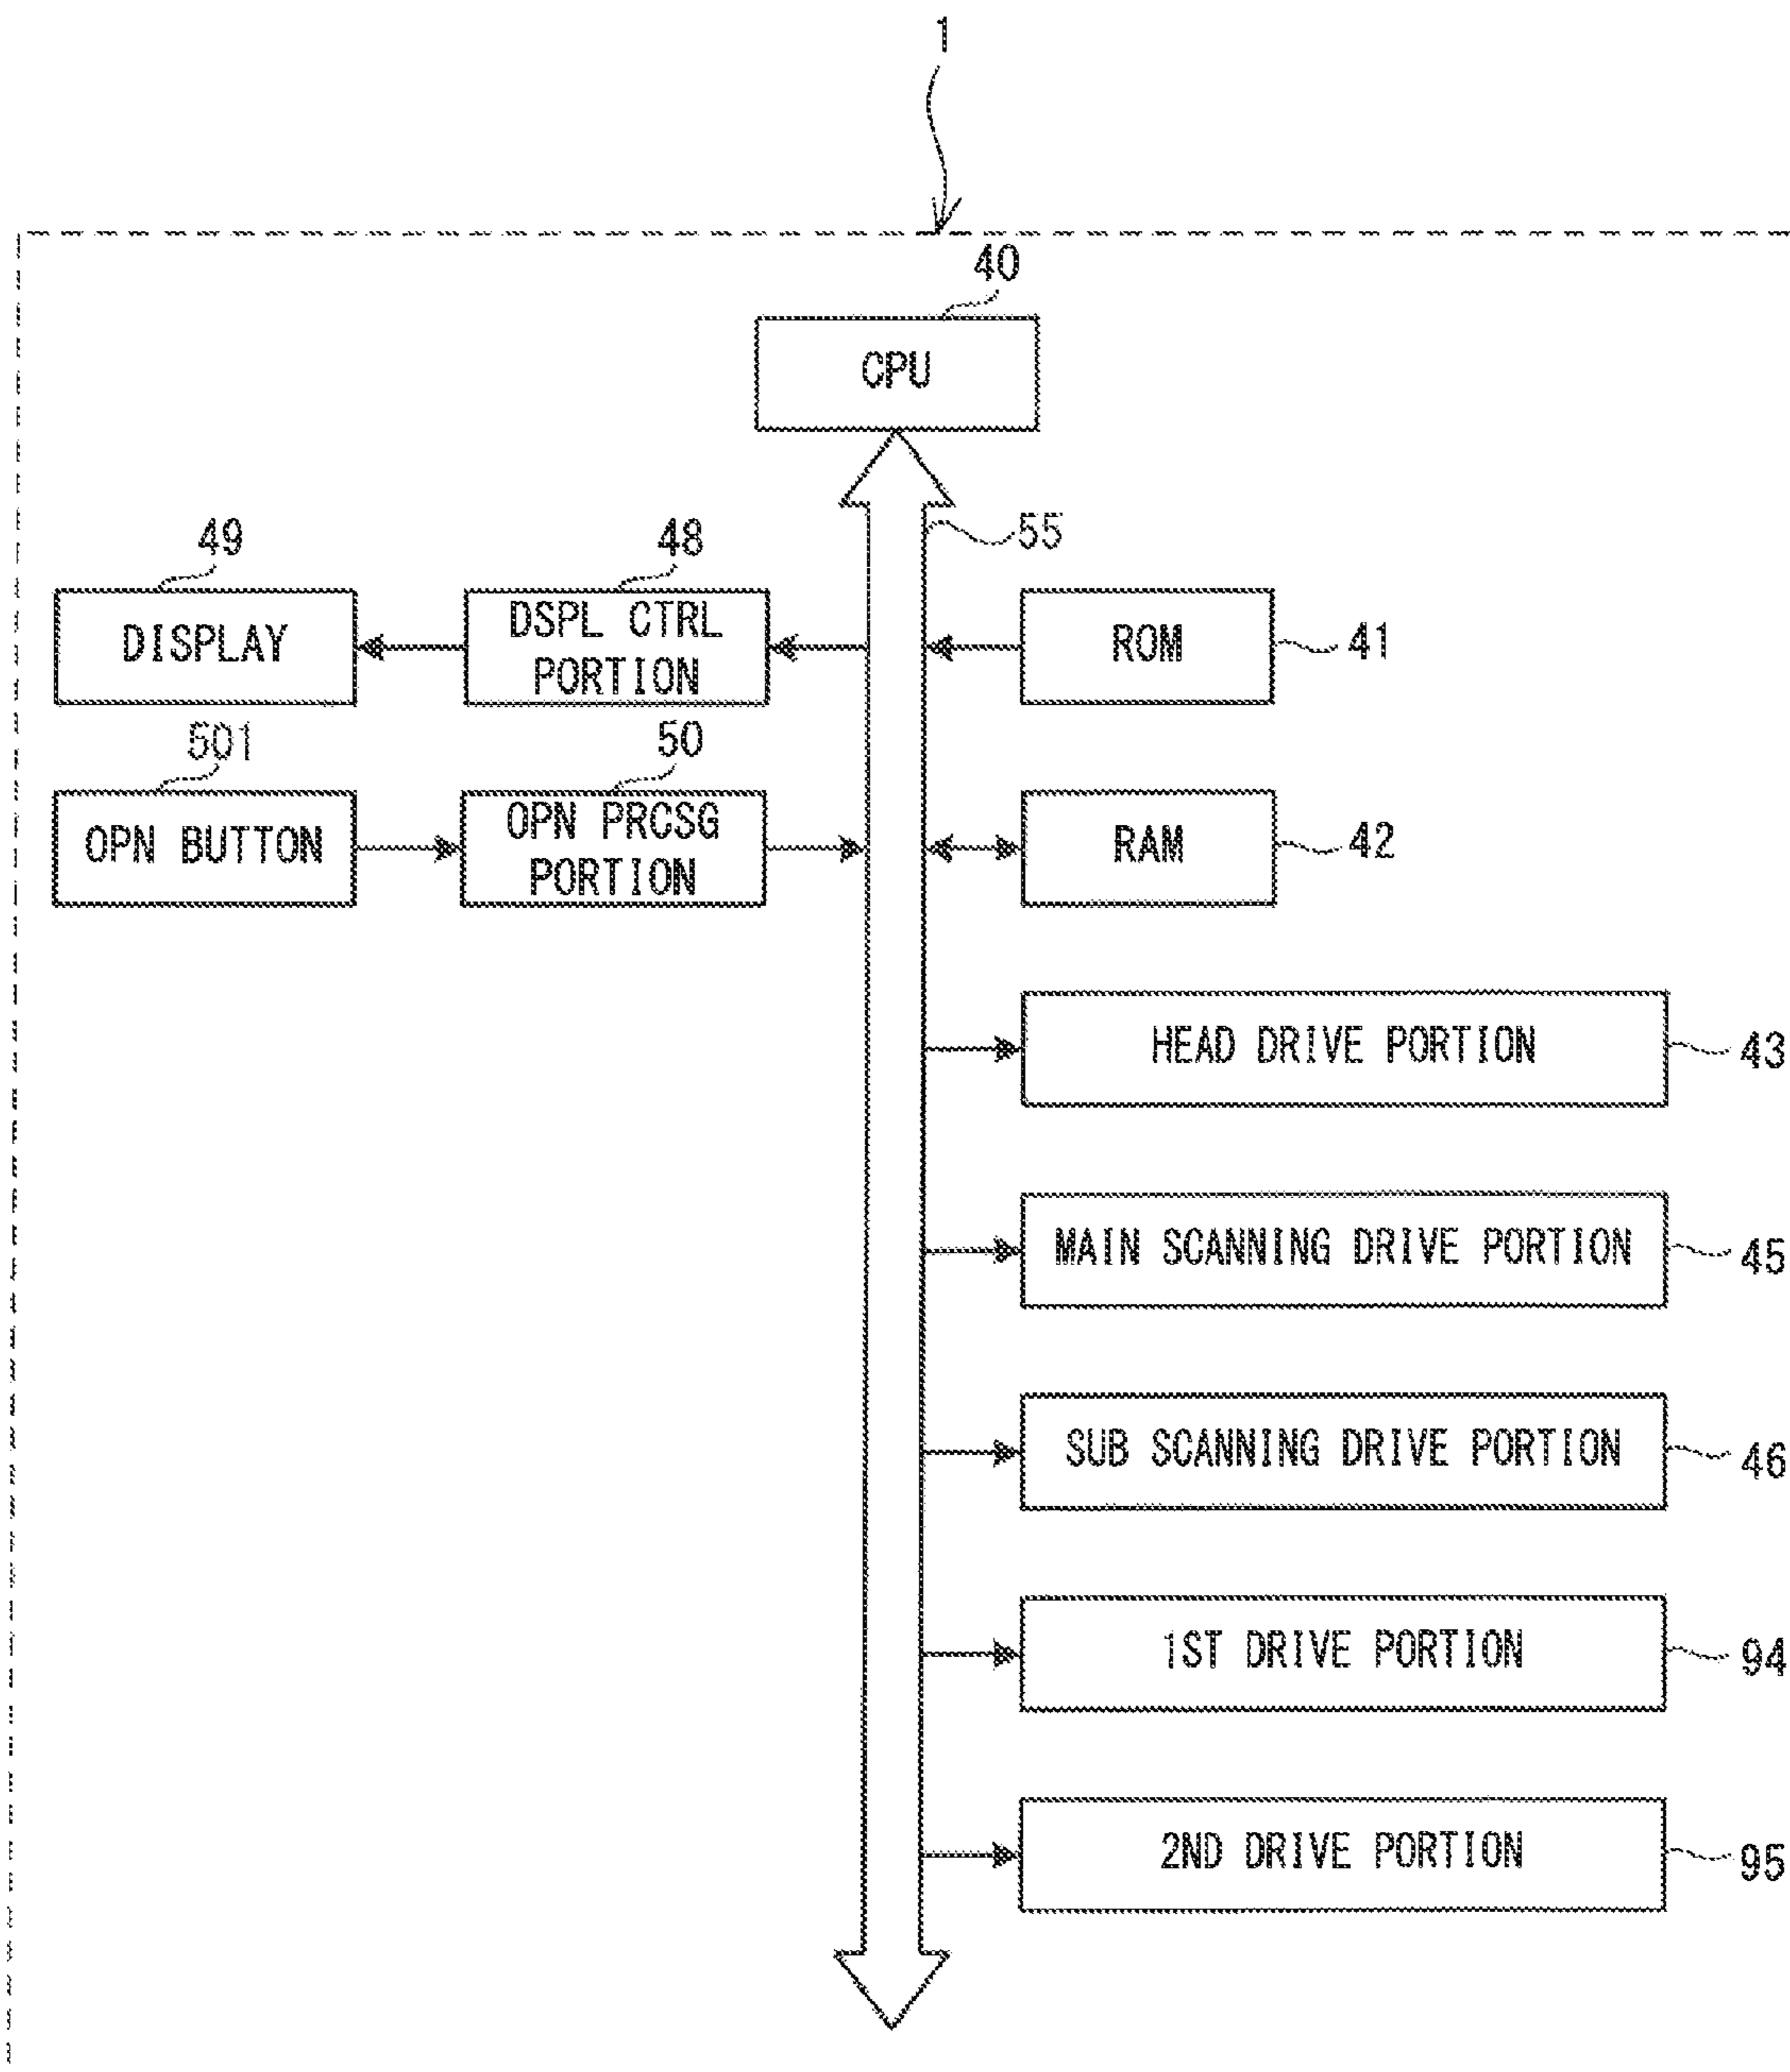 1
40
CPU
55
49
48
DISPLAY
DSPL CTRL
PORTION
ROM
41
501
50
OPN BUTTON
OPN PRCSG
PORTION
RAM
42
HEAD DRIVE PORTION
43
MAIN SCANNING DRIVE PORTION
45
SUB SCANNING DRIVE PORTION
46
1ST DRIVE PORTION
94
2ND DRIVE PORTION
95